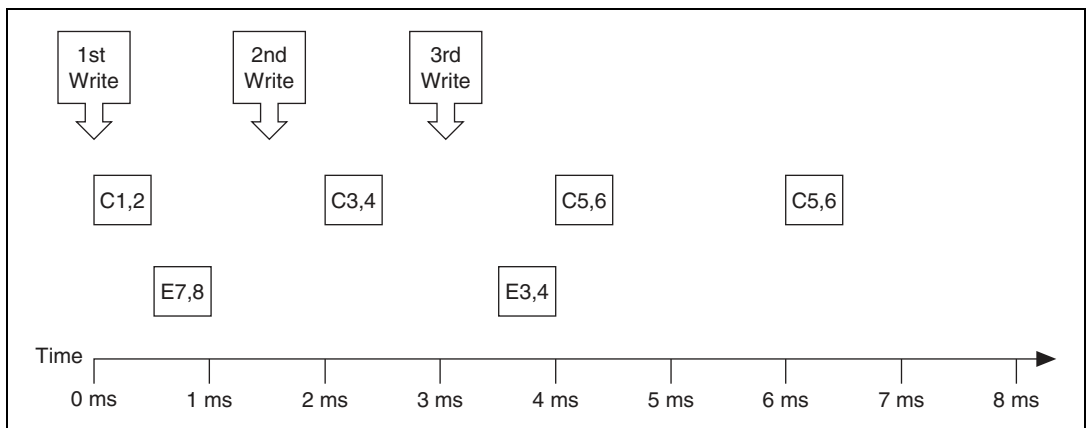 1st
Write
2nd
Write
3rd
Write
C1,2
C3,4
C5,6
C5,6
E7,8
E3,4
Time
0 ms
1 ms
2 ms
3 ms
4 ms
5 ms
6 ms
7 ms
8 ms